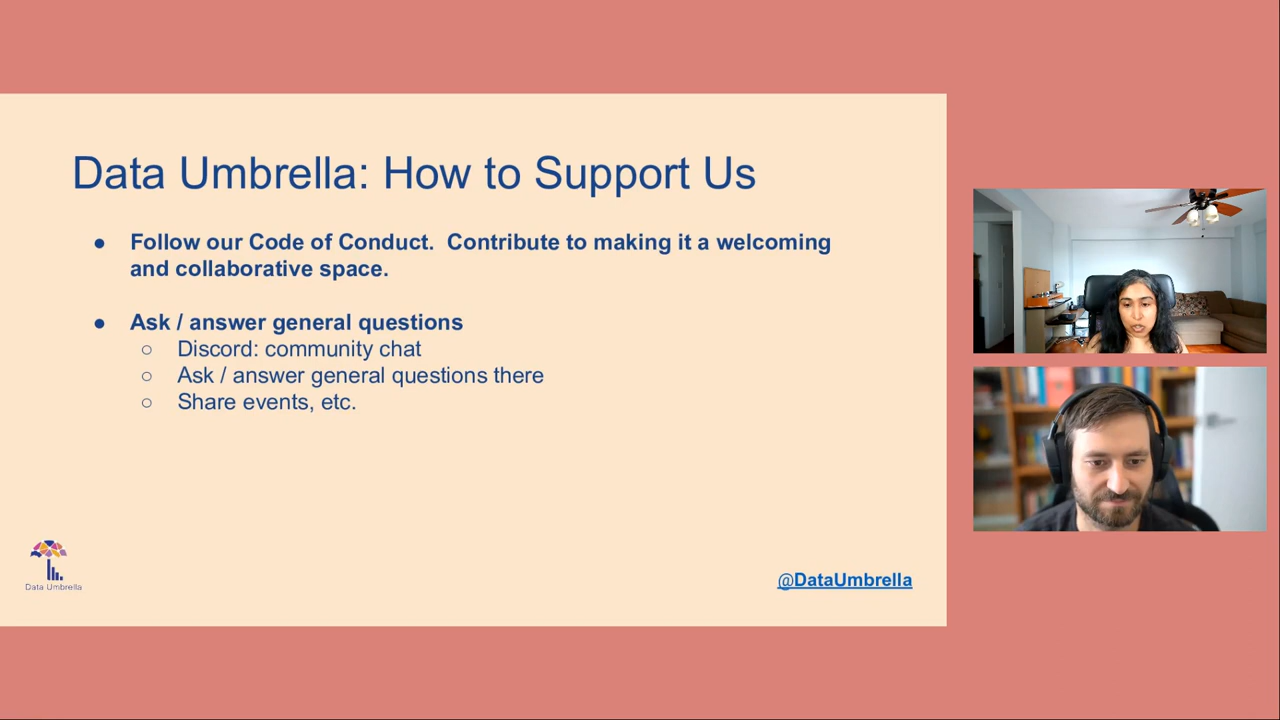 Data Umbrella: How to Support Us
● Follow our Code of Conduct.  Contribute to making it a welcoming
and collaborative space.
● Ask / answer general questions
○ Discord: community chat
○ Ask / answer general questions there
○ Share events, etc.
Data Umbrella
@DataUmbrella